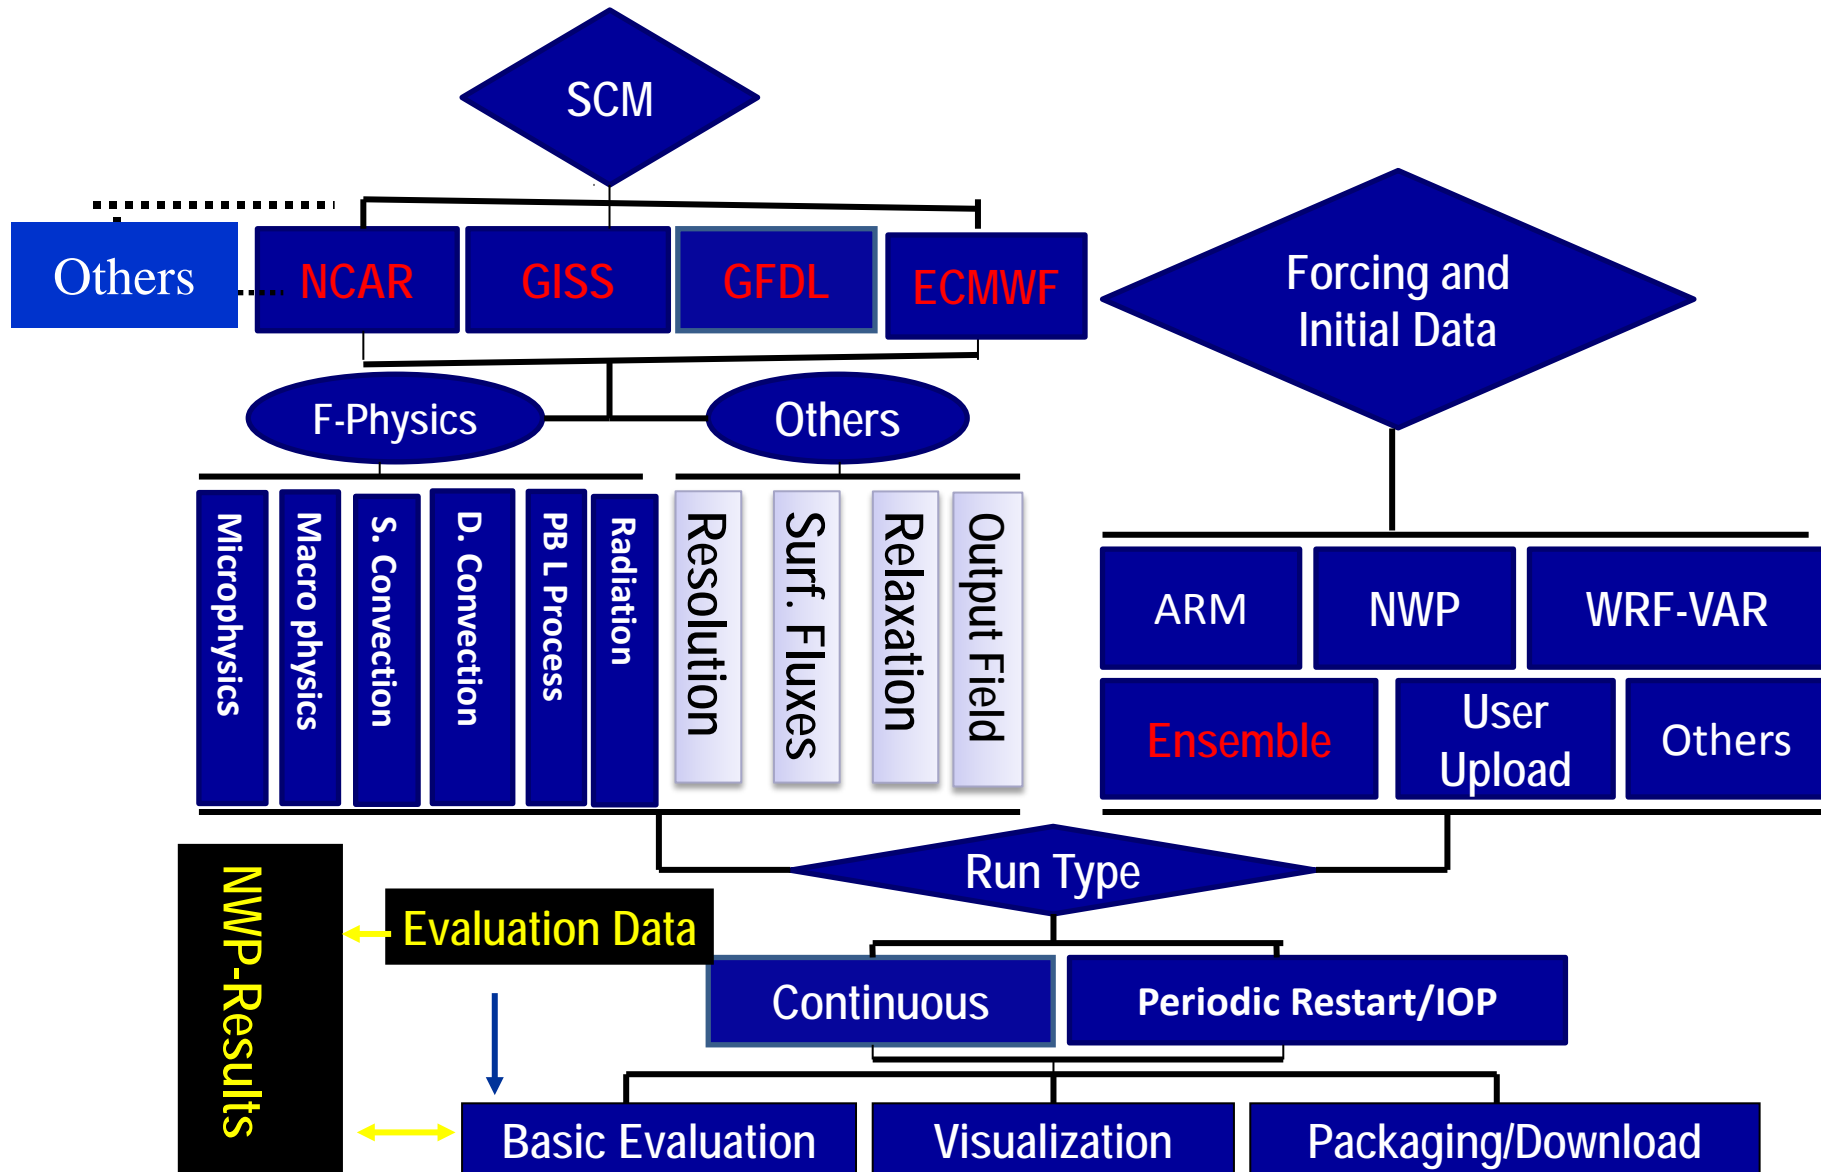 SCM
Others
NCAR
GISS
GFDL
ECMWF
Forcing and
Initial Data
F-Physics
Others
Microphysics
Macro physics
S. Convection
D. Convection
PB L Process
Radiation
Resolution
Surf. Fluxes
Relaxation
Output Field
ARM
NWP
WRF-VAR
Ensemble
User
Upload
Others
Run Type
NWP-Results
Evaluation Data
Continuous
Periodic Restart/IOP
Basic Evaluation
Visualization
Packaging/Download